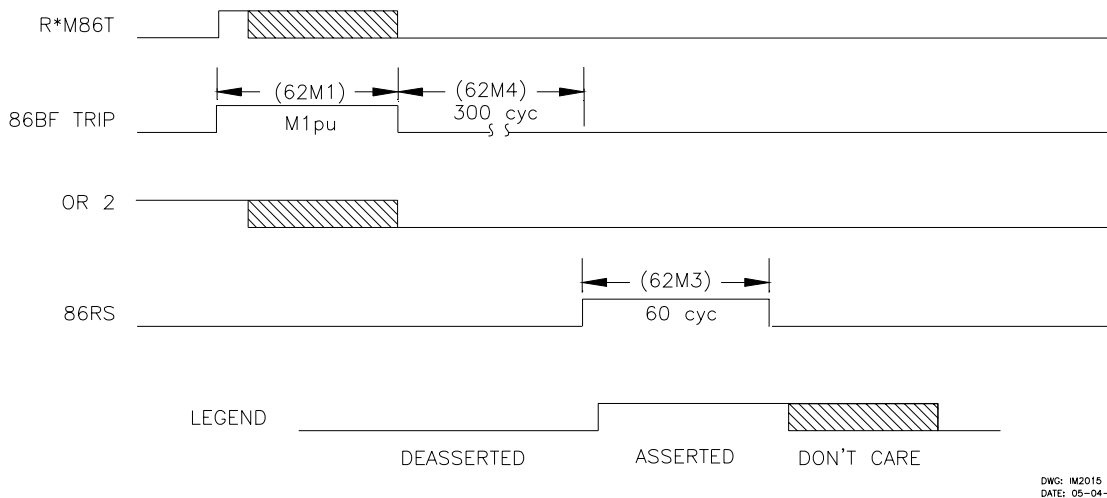 R*M86T
(62M1)
(62M4)
86BF TRIP
M1pu
300 cyc
OR 2
(62M3)
86RS
60 cyc
LEGEND
DEASSERTED
ASSERTED
DON'T CARE
DWG: IM2015
DATE: 05-04-